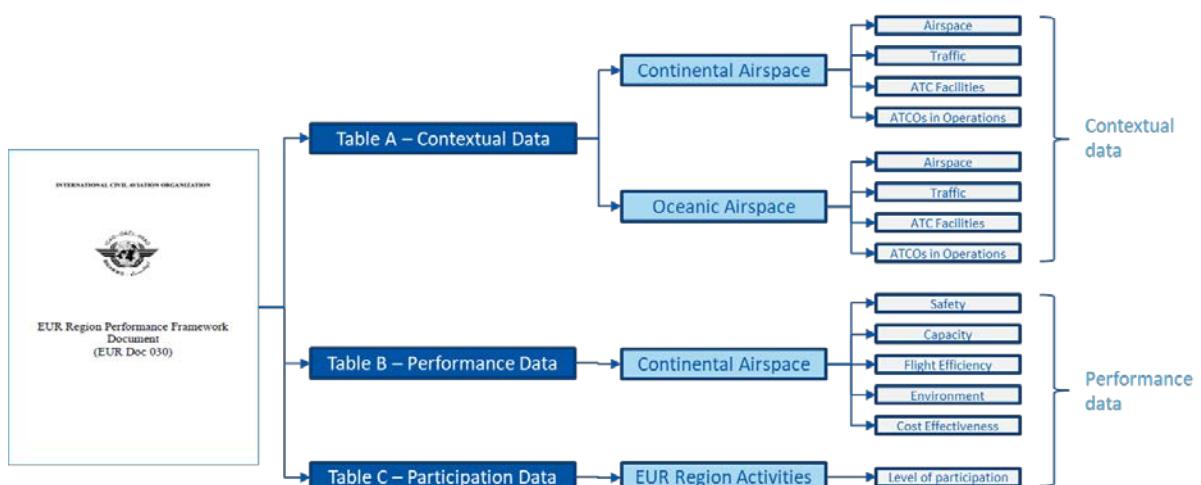 INTERNATIONAL CIVIL AVIATION ORGANIZATION
EUR Region Performance Framework
Document
(EUR Doc 030)
Table A – Contextual Data
Continental Airspace
Airspace
Traffic
ATC Facilities
ATCOs in Operations
Oceanic Airspace
Airspace
Traffic
ATC Facilities
ATCOs in Operations
Contextual
data
Table B – Performance Data
Continental Airspace
Safety
Capacity
Flight Efficiency
Environment
Cost Effectiveness
Performance
data
Table C – Participation Data
EUR Region Activities
Level of participation